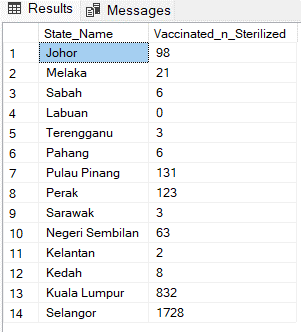 Results Messages
State_Name Vaccinated_n_Sterilized
1 Johor 98
2 Melaka 21
3 Sabah 6
4 Labuan 0
5 Terengganu 3
6 Pahang 6
7 Pulau Pinang 131
8 Perak 123
9 Sarawak 3
10 Negeri Sembilan 63
11 Kelantan 2
12 Kedah 8
13 Kuala Lumpur 832
14 Selangor 1728